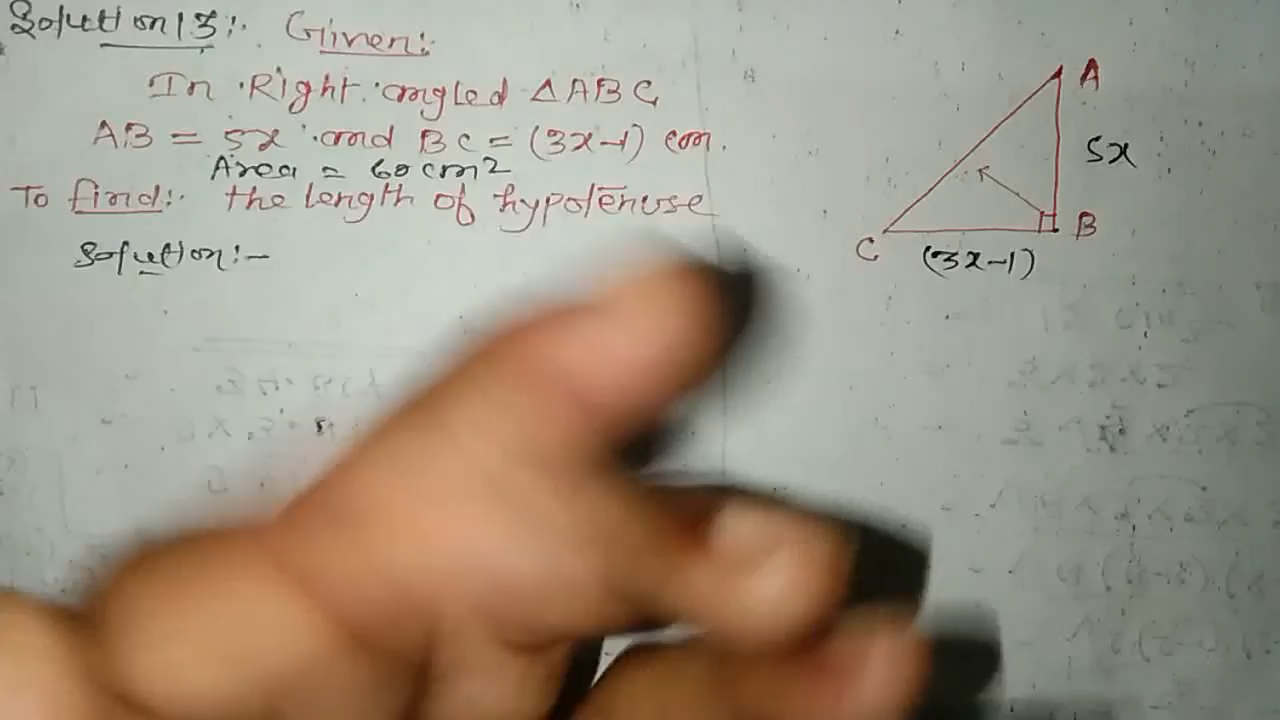 Solution 13:. Given:
In Right angled △ABC
AB = 5x and BC = (3x-1) cm.
Area = 60 cm2
To find:. the length of hypotenuse
Solution:-
A
5x
B
C
(3x-1)